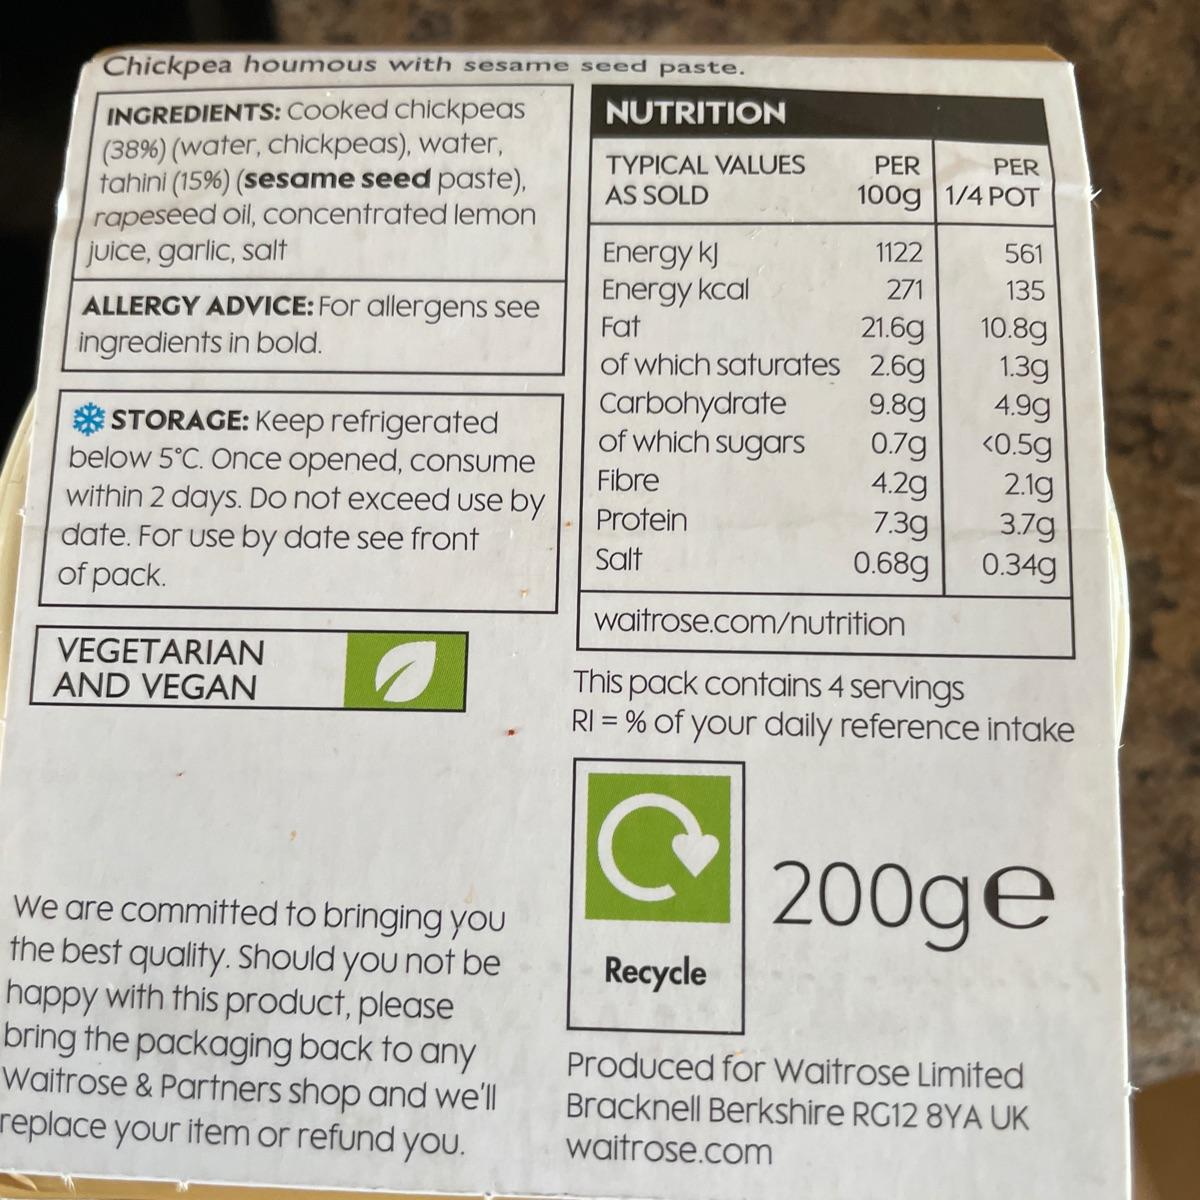 Chickpea houmous with sesame seed paste.
INGREDIENTS: Cooked chickpeas
(38%) (water, chickpeas), water,
tahini (15%) (sesame seed paste),
rapeseed oil, concentrated lemon
juice, garlic, salt
ALLERGY ADVICE: For allergens see
ingredients in bold.
STORAGE: Keep refrigerated
below 5°C. Once opened, consume
within 2 days. Do not exceed use by
date. For use by date see front
of pack.
VEGETARIAN
AND VEGAN
We are committed to bringing you
the best quality. Should you not be
happy with this product, please
bring the packaging back to any
Waitrose & Partners shop and we'll
replace your item or refund you.
NUTRITION
TYPICAL VALUES PER PER
AS SOLD 100g 1/4 POT
Energy kJ 1122 561
Energy kcal 271 135
Fat 21.6g 10.8g
of which saturates 2.6g 1.3g
Carbohydrate 9.8g 4.9g
of which sugars 0.7g <0.5g
Fibre 4.2g 2.1g
Protein 7.3g 3.7g
Salt 0.68g 0.34g
waitrose.com/nutrition
This pack contains 4 servings
RI = % of your daily reference intake
Recycle
200ge
Produced for Waitrose Limited
Bracknell Berkshire RG12 8YA UK
waitrose.com